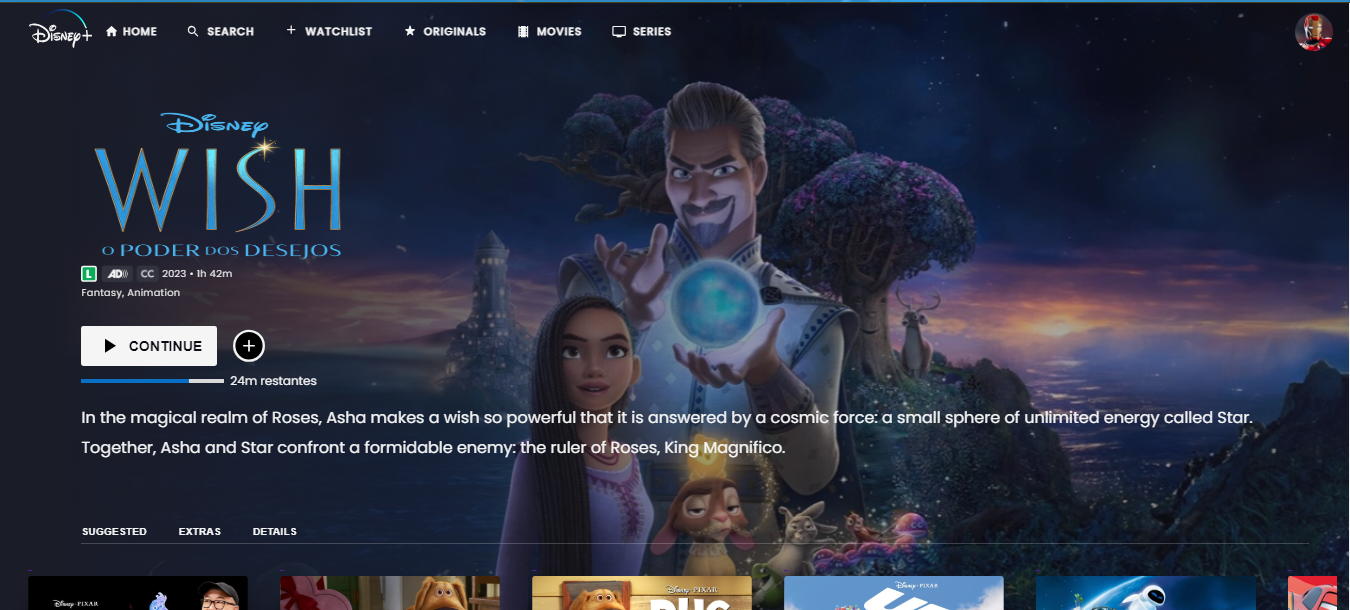 Disney+ HOME SEARCH WATCHLIST ORIGINALS MOVIES SERIES
Disney
WISH
O PODER DOS DESEJOS
L AD CC 2023 • 1h 42m
Fantasy, Animation
CONTINUE
24m restantes
In the magical realm of Roses, Asha makes a wish so powerful that it is answered by a cosmic force: a small sphere of unlimited energy called Star.
Together, Asha and Star confront a formidable enemy: the ruler of Roses, King Magnifico.
SUGGESTED EXTRAS DETAILS
Disney PIXAR
Disney PIXAR
Disney PIXAR